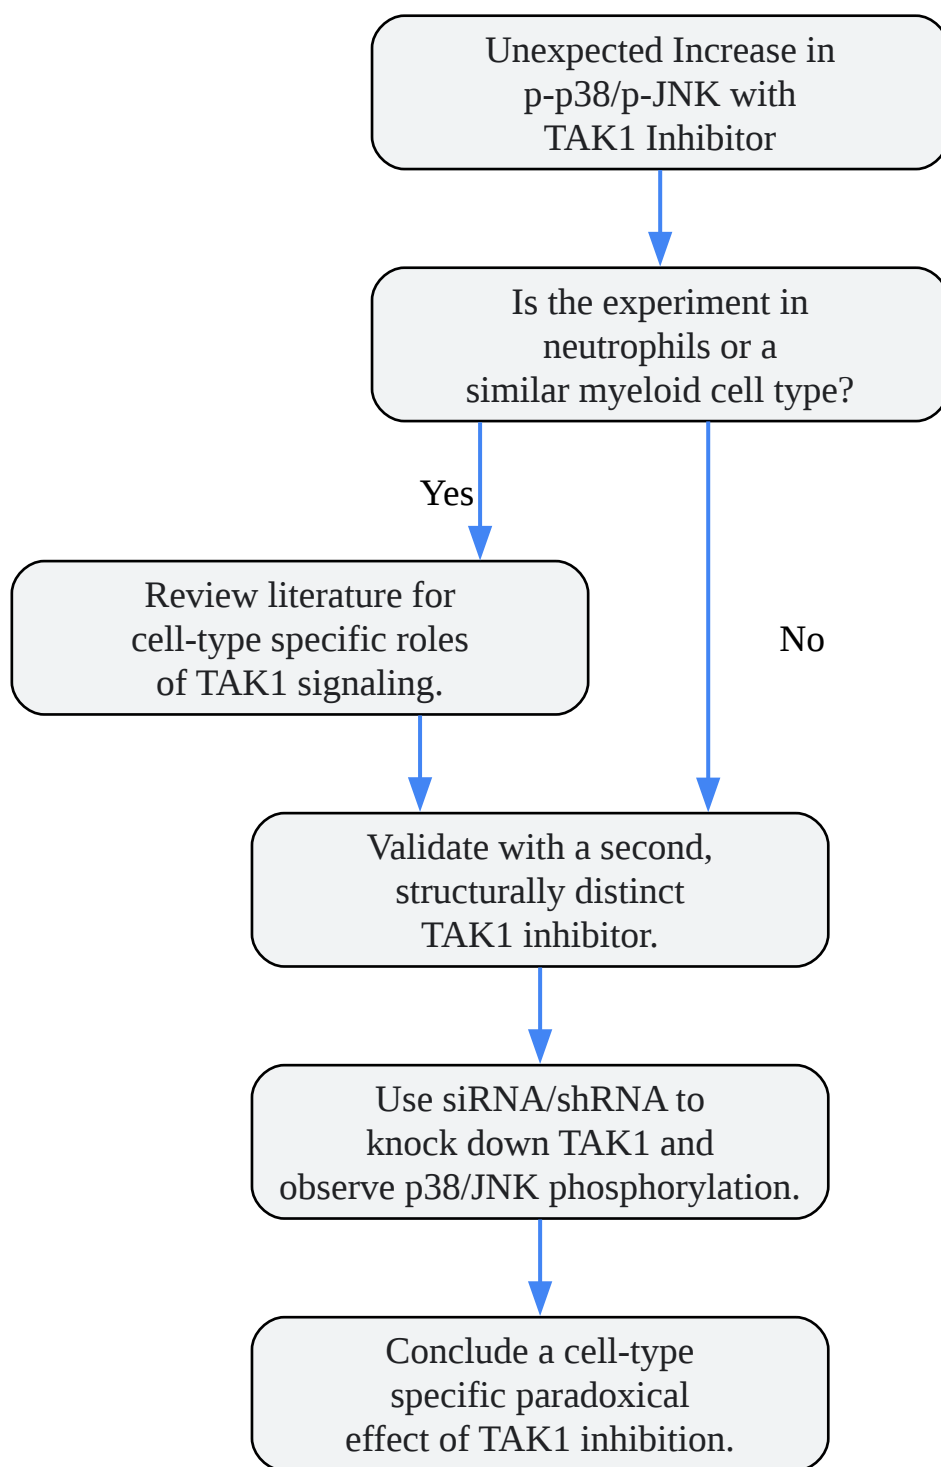 Unexpected Increase in
p-p38/p-JNK with
TAK1 Inhibitor
Is the experiment in
neutrophils or a
similar myeloid cell type?
Yes
Review literature for
cell-type specific roles
of TAK1 signaling.
No
Validate with a second,
structurally distinct
TAK1 inhibitor.
Use siRNA/shRNA to
knock down TAK1 and
observe p38/JNK phosphorylation.
Conclude a cell-type
specific paradoxical
effect of TAK1 inhibition.